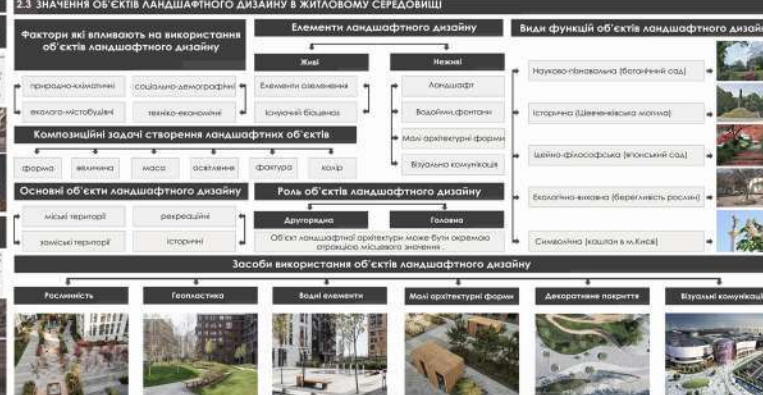 2.3 ЗНАЧЕННЯ ОБ'ЄКТІВ ЛАНДШАФТНОГО ДИЗАЙНУ В ЖИТЛОВОМУ СЕРЕДОВИЩІ
Фактори які впливають на використання
об'єктів ландшафтного дизайну
природно-кліматичні
соціально-демографічні
еколого-містобудівні
техніко-економічні
Композиційні задачі створення ландшафтних об'єктів
форма
величина
маса
освітлення
фактура
колір
Основні об'єкти ландшафтного дизайну
міські території
рекреаційні
заміські території
історичні
Елементи ландшафтного дизайну
Живі
Неживі
Елементи озеленення
Існуючий біоценоз
Ландшафт
Водойми,фонтани
Малі архітектурні форми
Візуальна комунікація
Роль об'єктів ландшафтного дизайну
Другорядна
Головна
Об'єкт ландшафтної архітектури може бути окремою
атракцією місцевого значення .
Види функцій об'єктів ландшафтного дизай
Науково-пізнавальна (ботанічний сад)
Історична (Шевченківська могила)
Ідейно-філософська (японський сад)
Екологічно-виховна (берегливість рослин)
Символічна (каштан в м.Києві)
Засоби використання об'єктів ландшафтного дизайну
Рослинність
Геопластика
Водні елементи
Малі архітектурні форми
Декоративне покриття
Візуальні комунікаці